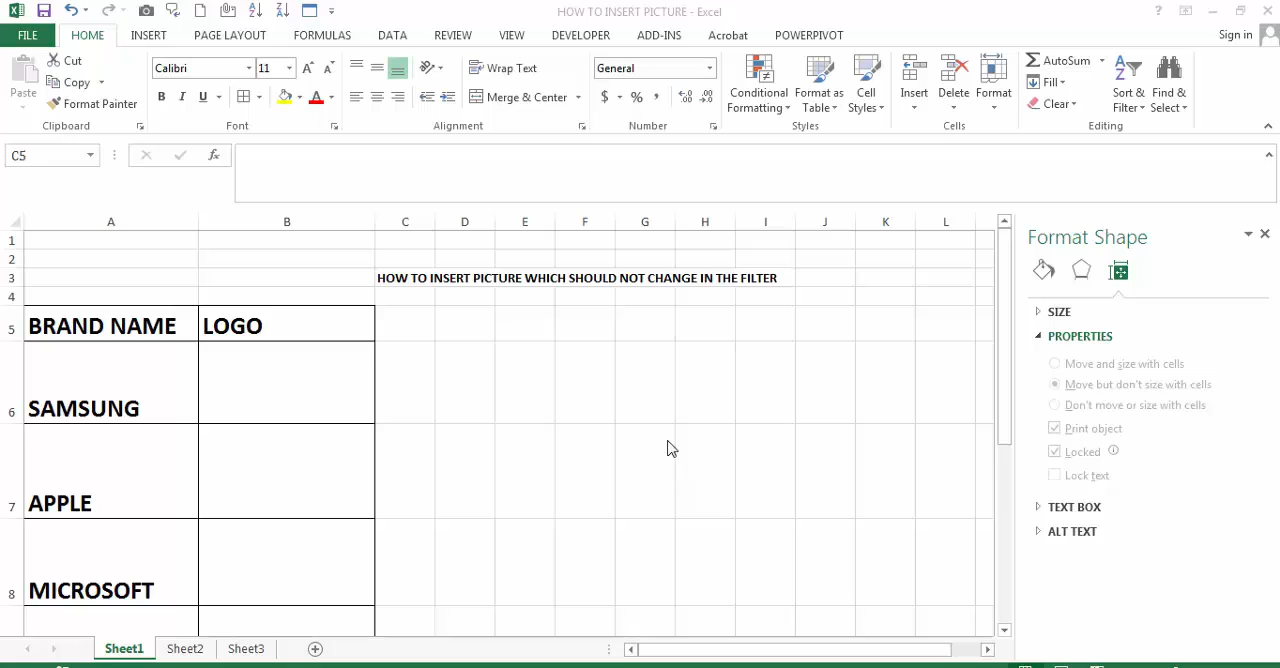 HOW TO INSERT PICTURE - Excel
?
FILE HOME INSERT PAGE LAYOUT FORMULAS DATA REVIEW VIEW DEVELOPER ADD-INS Acrobat POWERPIVOT Sign in
Paste
Cut
Copy
Format Painter
Calibri 11
B I U
Wrap Text
Merge & Center
General
$ % ,
Conditional Formatting
Format as Table
Cell Styles
Insert Delete Format
AutoSum
Fill
Clear
Sort & Filter
Find & Select
Clipboard Font Alignment Number Styles Cells Editing
C5
fx
A B C D E F G H I J K L
1
2
3 HOW TO INSERT PICTURE WHICH SHOULD NOT CHANGE IN THE FILTER
4
5 BRAND NAME LOGO
6 SAMSUNG
7 APPLE
8 MICROSOFT
Format Shape
SIZE
PROPERTIES
Move and size with cells
Move but don't size with cells
Don't move or size with cells
Print object
Locked
Lock text
TEXT BOX
ALT TEXT
Sheet1 Sheet2 Sheet3